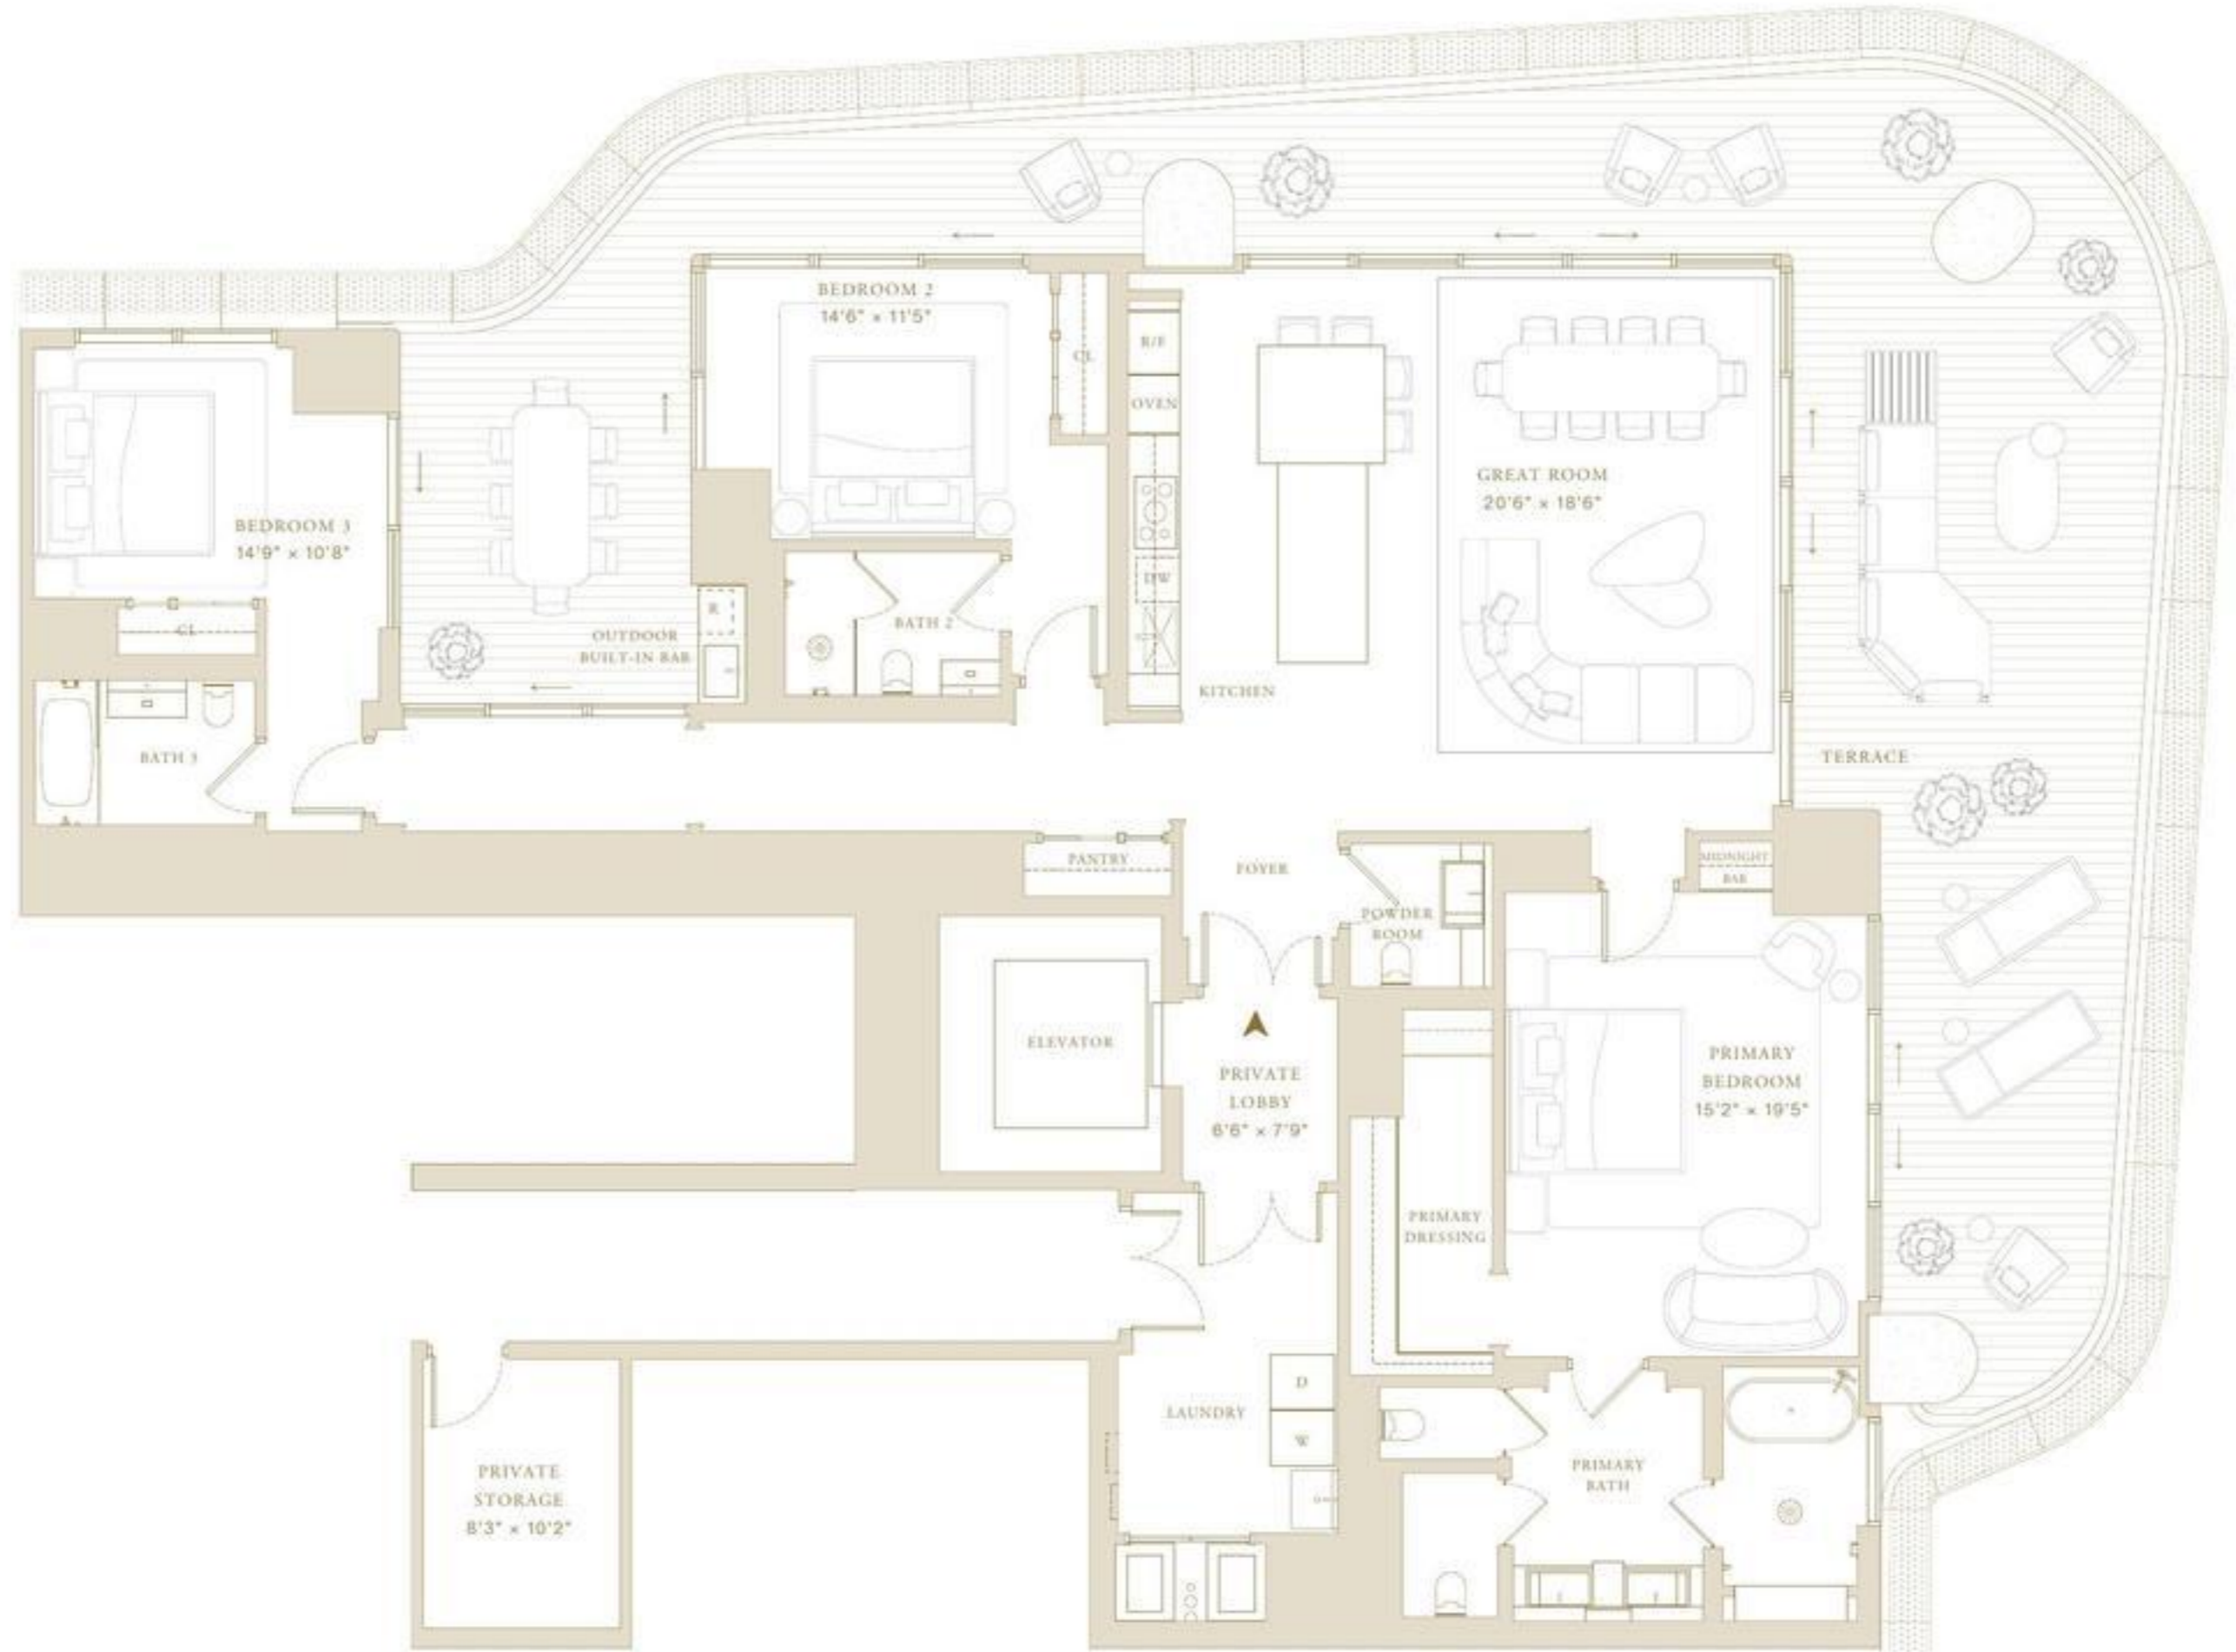 BEDROOM 2
14'6" × 11'5"
CL
R/F
OVEN
DW
GREAT ROOM
20'6" × 18'6"
BEDROOM 3
14'9" × 10'8"
CL
R
OUTDOOR
BUILT-IN BAR
BATH 2
KITCHEN
BATH 3
TERRACE
PANTRY
FOYER
MIDNIGHT
BAR
POWDER
ROOM
ELEVATOR
PRIVATE
LOBBY
6'6" × 7'9"
PRIMARY
BEDROOM
15'2" × 19'5"
PRIMARY
DRESSING
D
LAUNDRY
W
PRIMARY
BATH
PRIVATE
STORAGE
8'3" × 10'2"